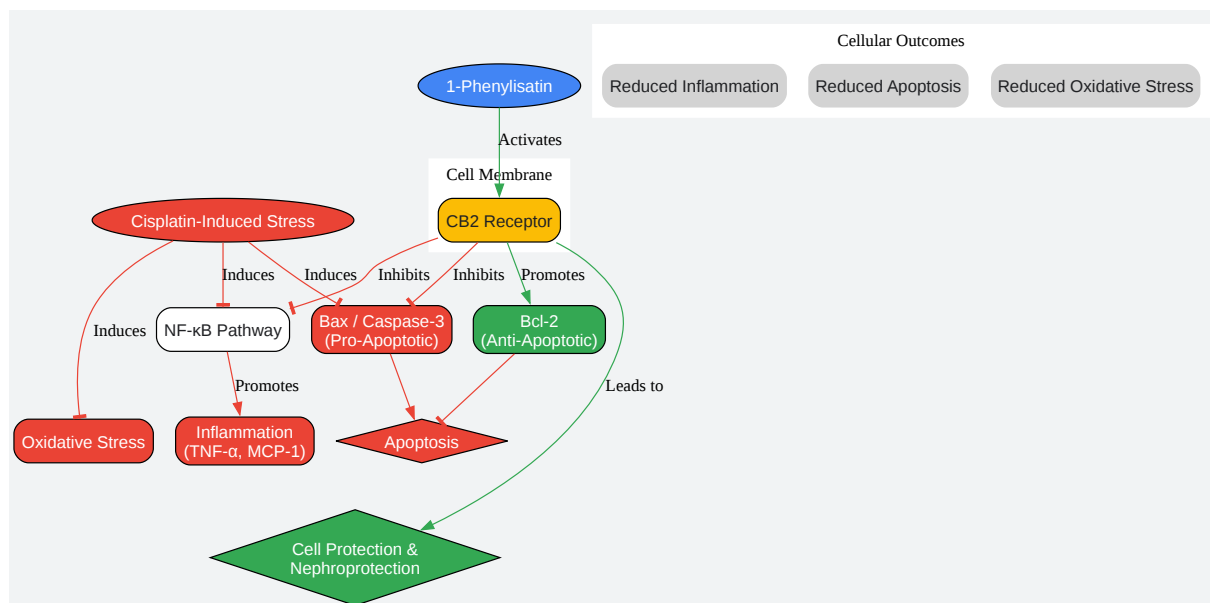 Cellular Outcomes
Reduced Inflammation
Reduced Apoptosis
Reduced Oxidative Stress
1-Phenylisatin
Activates
Cell Membrane
CB2 Receptor
Cisplatin-Induced Stress
Induces
Induces
Inhibits
Inhibits
Promotes
Induces
NF-κB Pathway
Bax / Caspase-3
(Pro-Apoptotic)
Bcl-2
(Anti-Apoptotic)
Promotes
Leads to
Oxidative Stress
Inflammation
(TNF-α, MCP-1)
Apoptosis
Cell Protection &
Nephroprotection